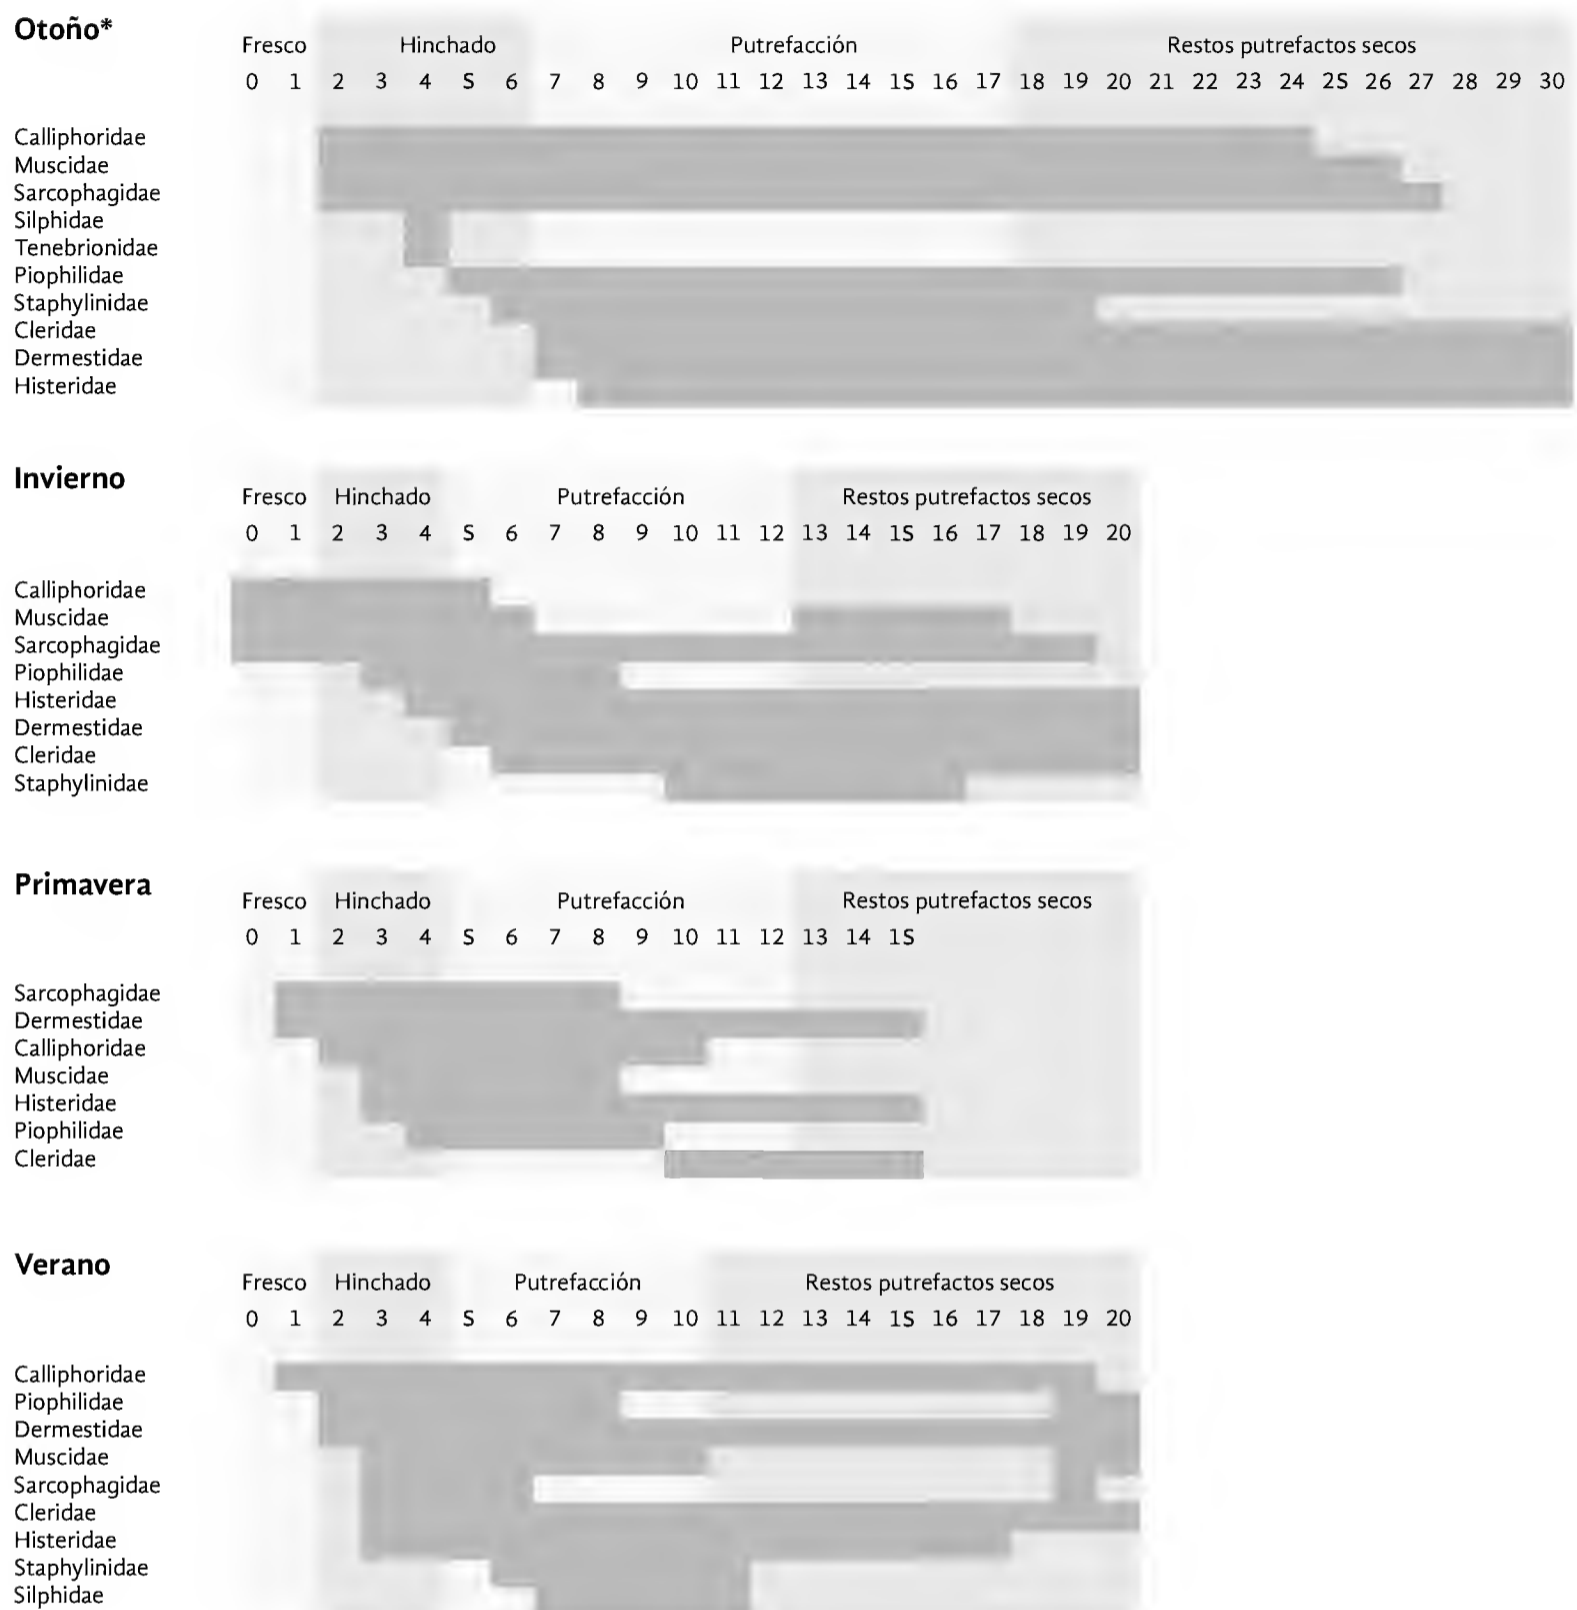 Otoño*
Fresco Hinchado Putrefacción Restos putrefactos secos
0 1 2 3 4 5 6 7 8 9 10 11 12 13 14 15 16 17 18 19 20 21 22 23 24 25 26 27 28 29 30
Calliphoridae
Muscidae
Sarcophagidae
Silphidae
Tenebrionidae
Piophilidae
Staphylinidae
Cleridae
Dermestidae
Histeridae
Invierno
Fresco Hinchado Putrefacción Restos putrefactos secos
0 1 2 3 4 5 6 7 8 9 10 11 12 13 14 15 16 17 18 19 20
Calliphoridae
Muscidae
Sarcophagidae
Piophilidae
Histeridae
Dermestidae
Cleridae
Staphylinidae
Primavera
Fresco Hinchado Putrefacción Restos putrefactos secos
0 1 2 3 4 5 6 7 8 9 10 11 12 13 14 15
Sarcophagidae
Dermestidae
Calliphoridae
Muscidae
Histeridae
Piophilidae
Cleridae
Verano
Fresco Hinchado Putrefacción Restos putrefactos secos
0 1 2 3 4 5 6 7 8 9 10 11 12 13 14 15 16 17 18 19 20
Calliphoridae
Piophilidae
Dermestidae
Muscidae
Sarcophagidae
Cleridae
Histeridae
Staphylinidae
Silphidae